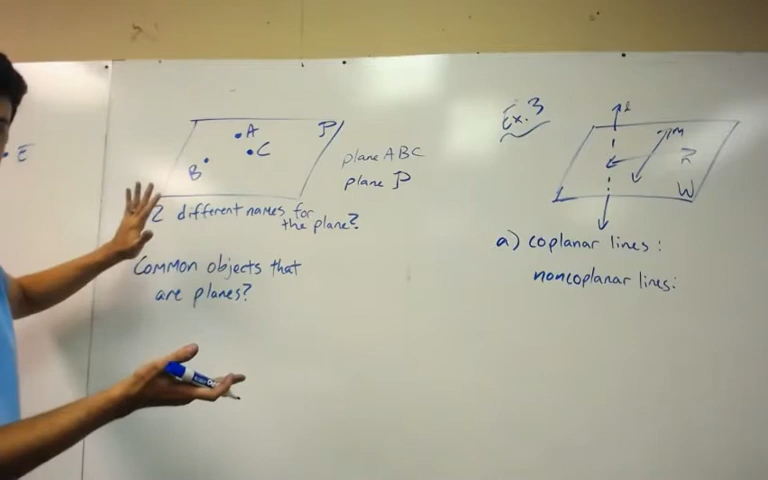 E
A
P
C
B
plane ABC
plane P
2 different names for
the plane?
Common objects that
are planes?
Ex. 3
l
m
n
W
a) coplanar lines :
noncoplanar lines: